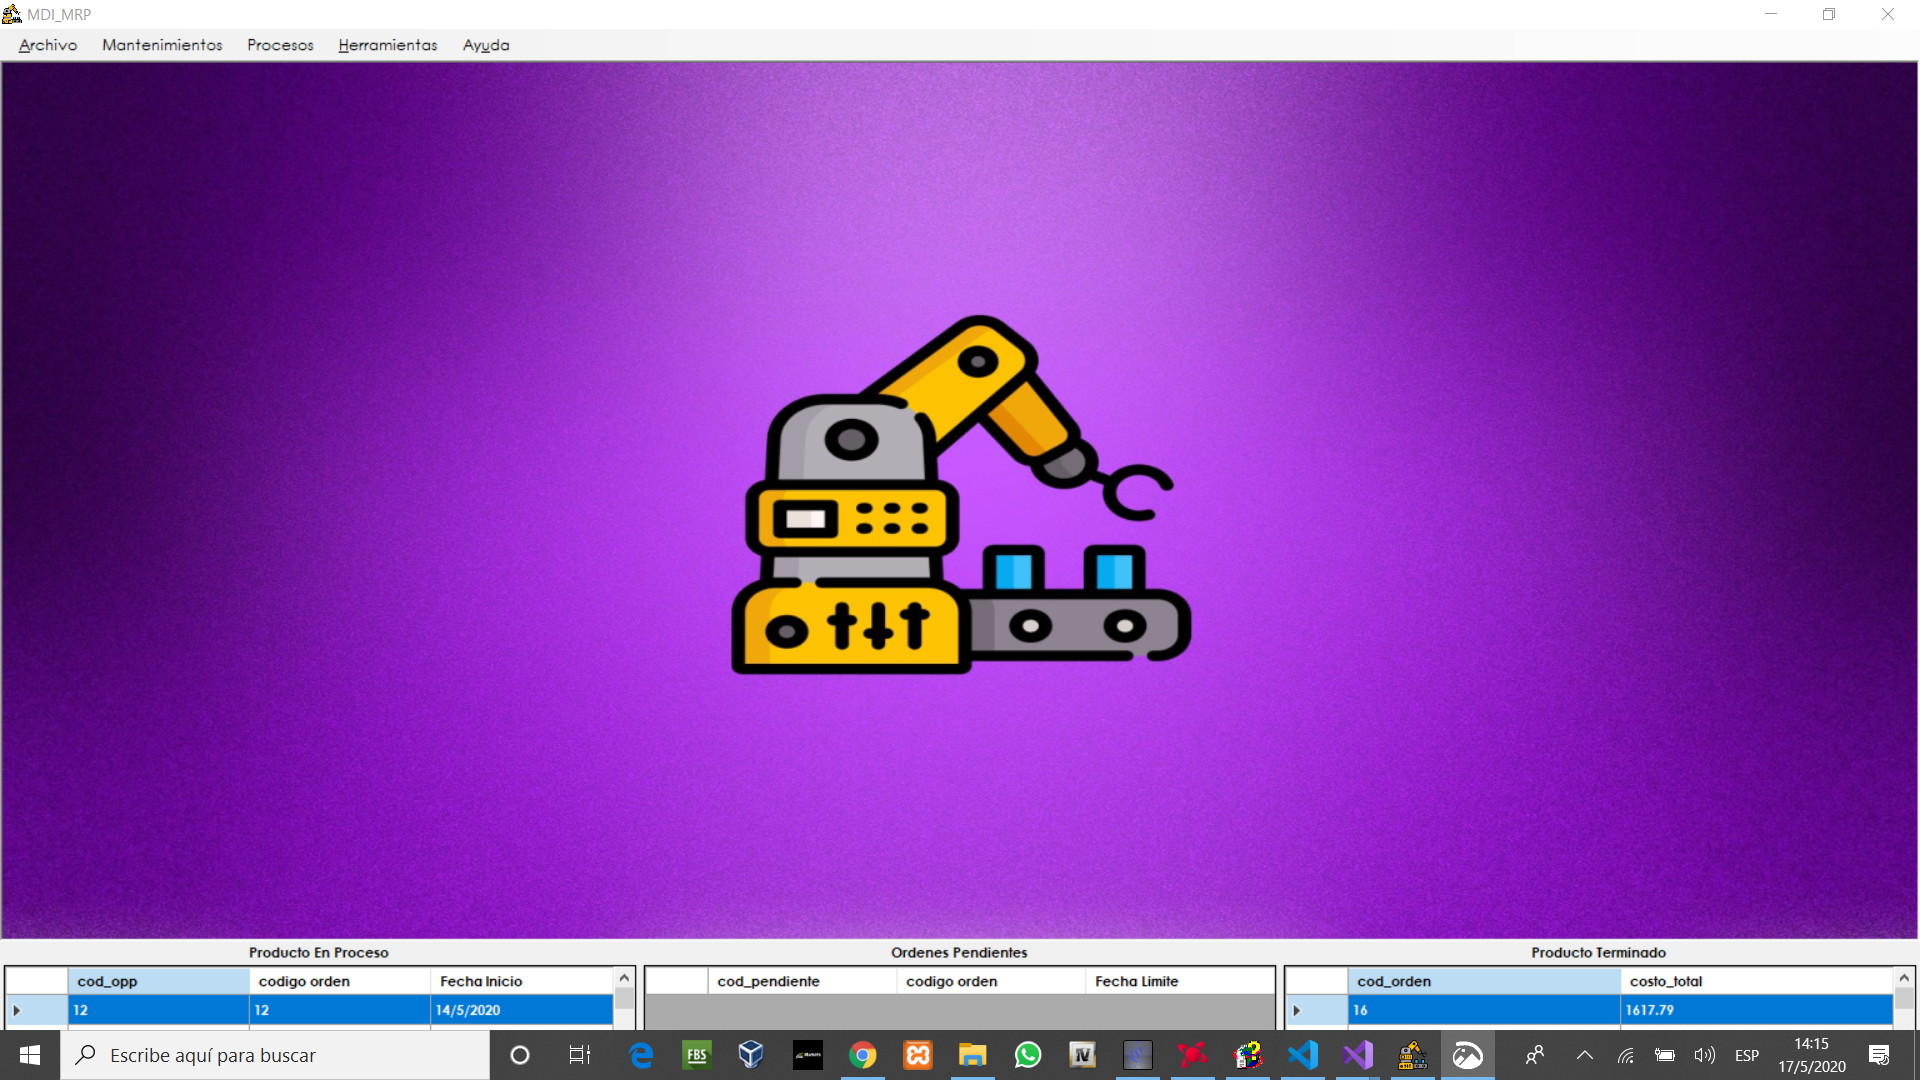 MDI_MRP
Archivo Mantenimientos Procesos Herramientas Ayuda
Producto En Proceso
cod_opp codigo orden Fecha Inicio
12 12 14/5/2020
Ordenes Pendientes
cod_pendiente codigo orden Fecha Limite
Producto Terminado
cod_orden costo_total
16 1617.79
Escribe aquí para buscar
FBS
Markets
N
ESP
14:15
17/5/2020